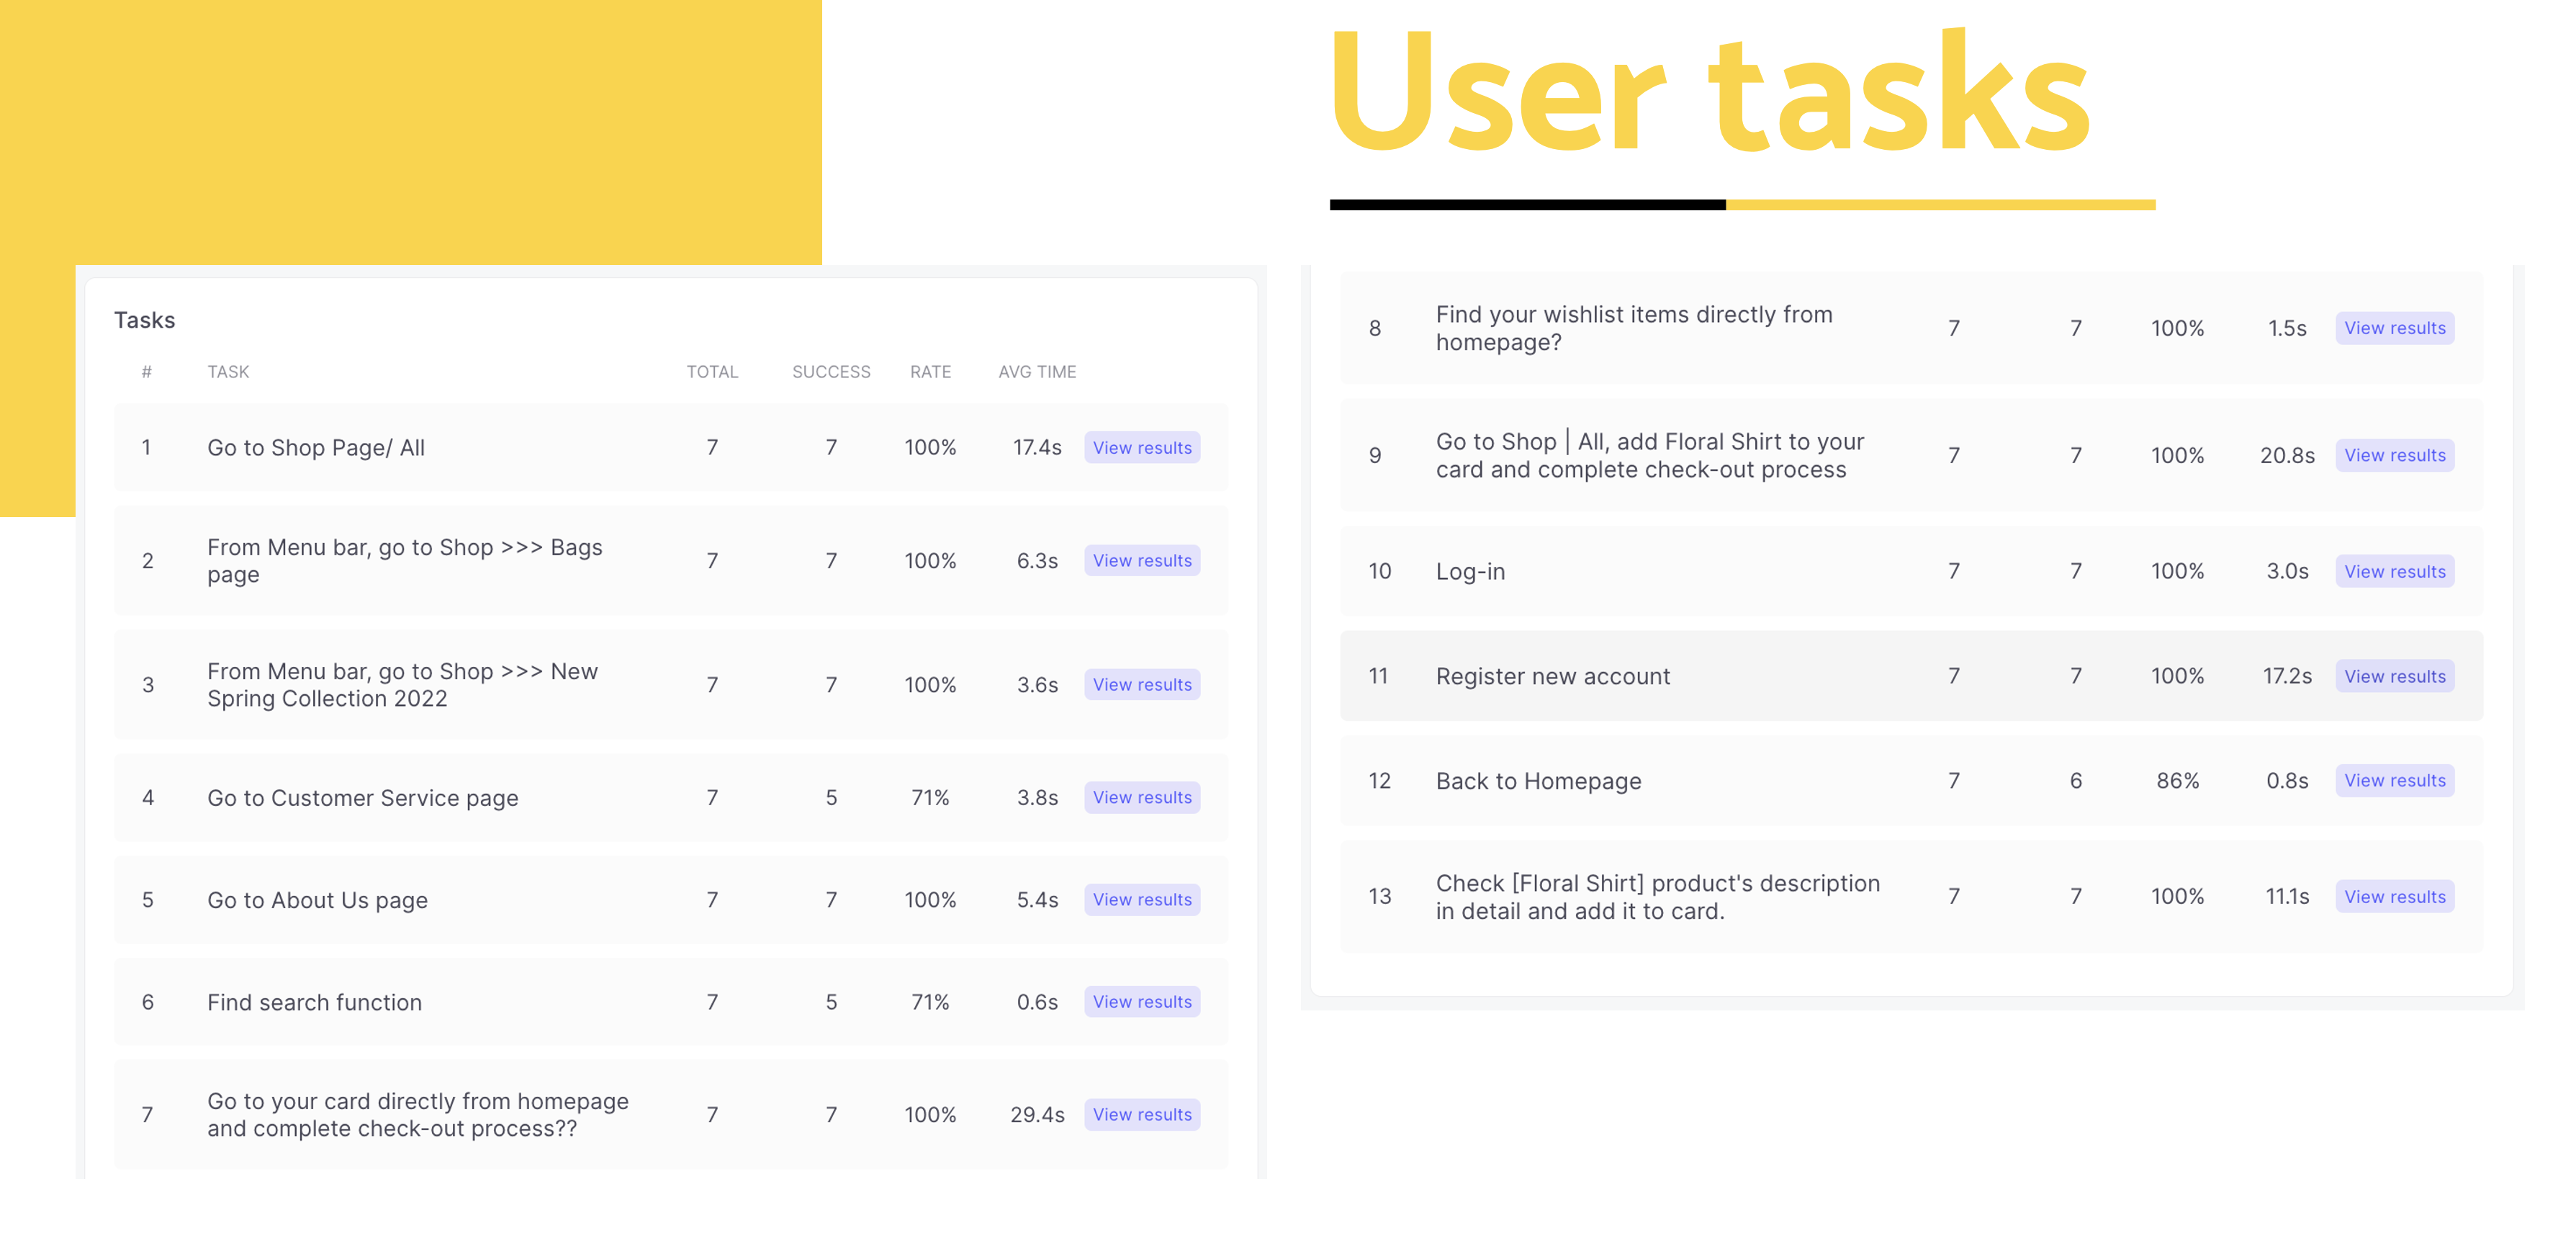 User tasks
Tasks
# TASK TOTAL SUCCESS RATE AVG TIME
1 Go to Shop Page/ All 7 7 100% 17.4s View results
2 From Menu bar, go to Shop >>> Bags
page 7 7 100% 6.3s View results
3 From Menu bar, go to Shop >>> New
Spring Collection 2022 7 7 100% 3.6s View results
4 Go to Customer Service page 7 5 71% 3.8s View results
5 Go to About Us page 7 7 100% 5.4s View results
6 Find search function 7 5 71% 0.6s View results
7 Go to your card directly from homepage
and complete check-out process?? 7 7 100% 29.4s View results
8 Find your wishlist items directly from
homepage? 7 7 100% 1.5s View results
9 Go to Shop | All, add Floral Shirt to your
card and complete check-out process 7 7 100% 20.8s View results
10 Log-in 7 7 100% 3.0s View results
11 Register new account 7 7 100% 17.2s View results
12 Back to Homepage 7 6 86% 0.8s View results
13 Check [Floral Shirt] product's description
in detail and add it to card. 7 7 100% 11.1s View results